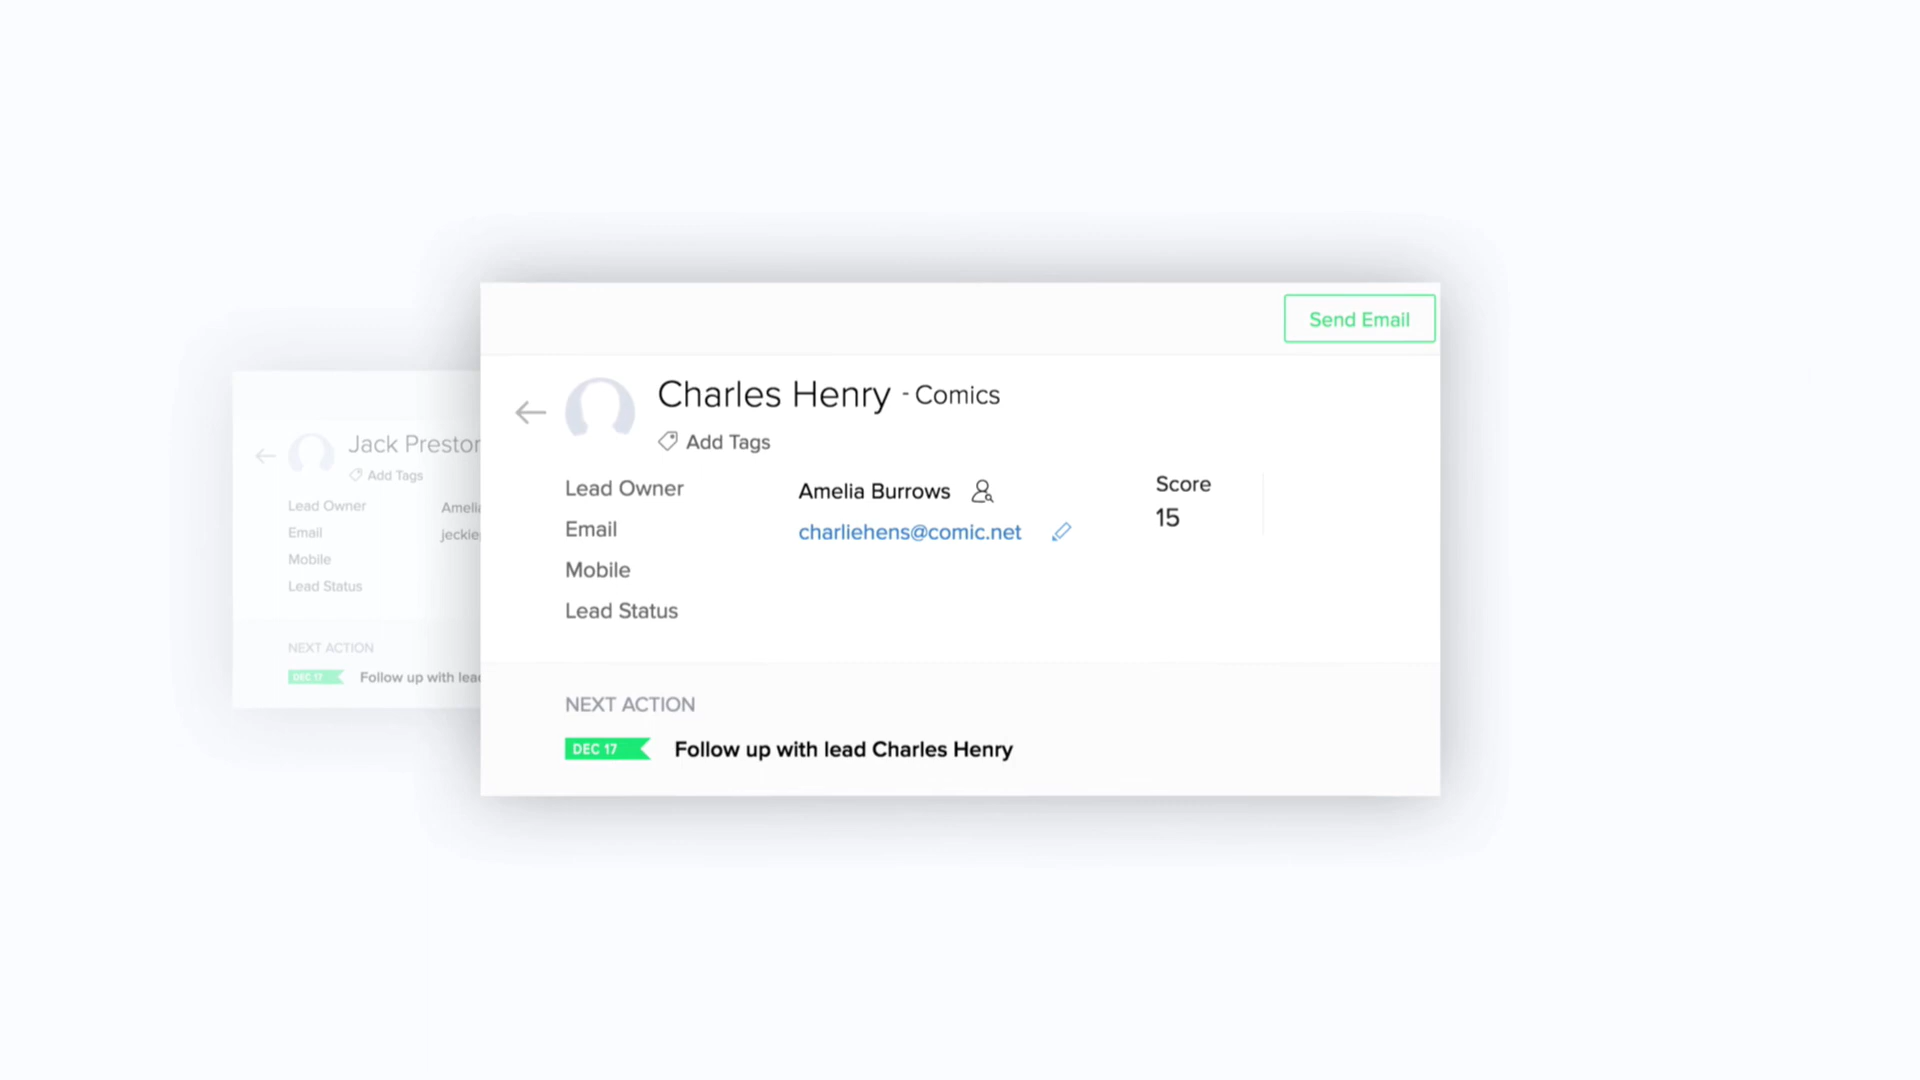 Send Email
Charles Henry - Comics
Add Tags
Lead Owner Amelia Burrows
Email charliehens@comic.net
Mobile
Lead Status
Score
15
NEXT ACTION
DEC 17 Follow up with lead Charles Henry
Jack
Add Tags
Lead Owner
Email
Mobile
Lead Status
NEXT ACTION
DEC 17 Follow up with